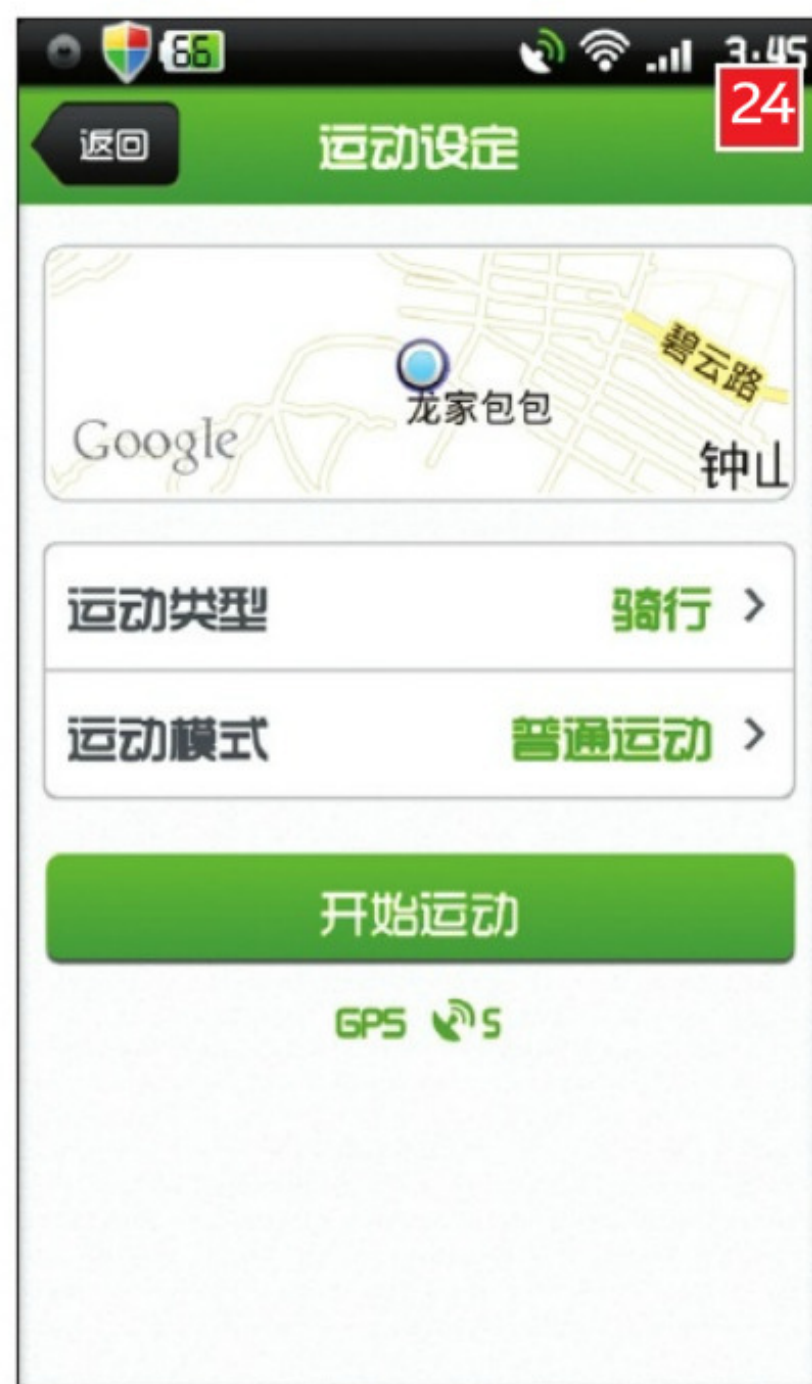 66 3:45
24
返回 运动设定
碧云路
龙家包包
Google
钟山
运动类型 骑行 >
运动模式 普通运动 >
开始运动
GPS 5